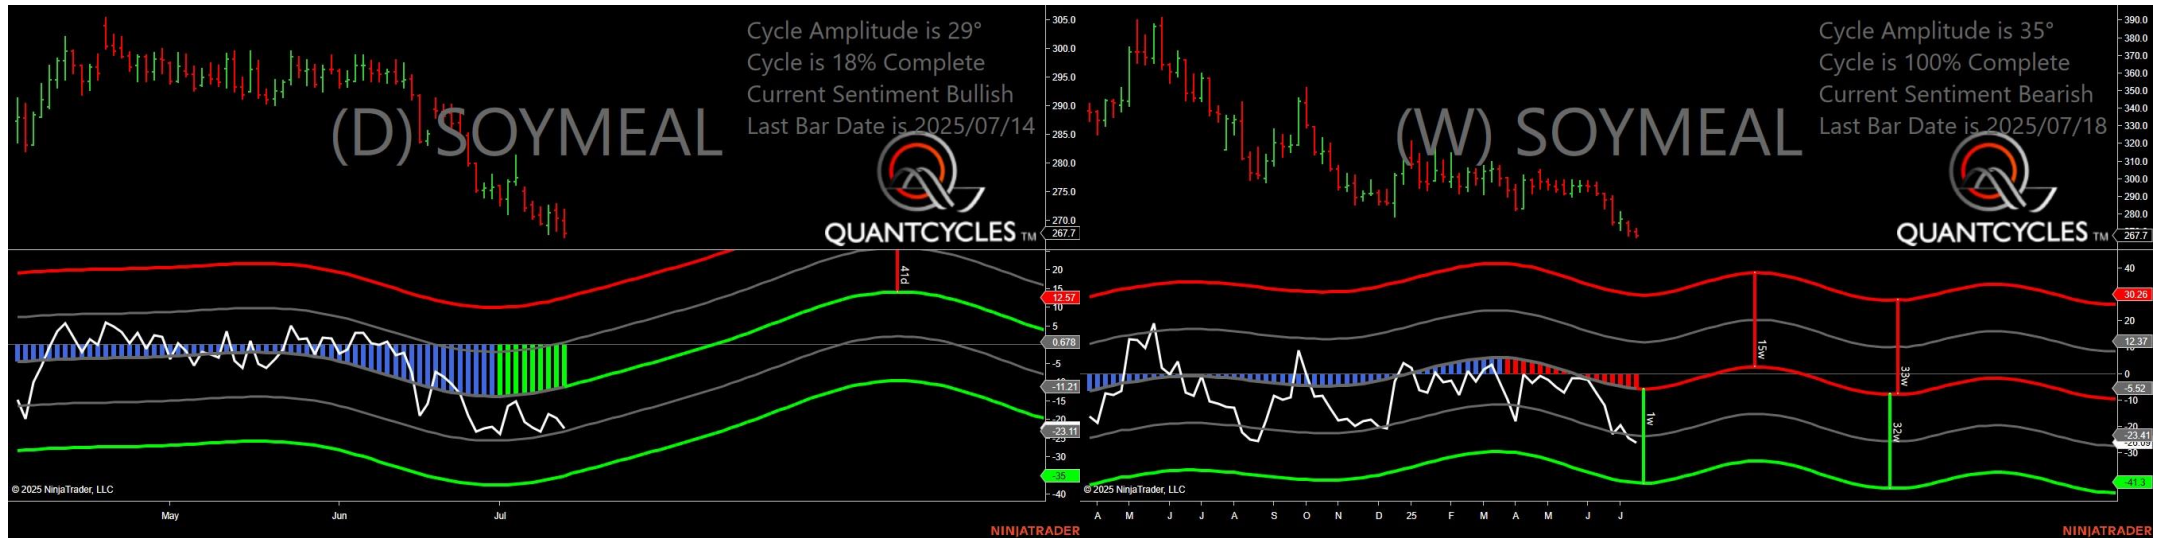 Cycle Amplitude is 29°
Cycle is 18% Complete
Current Sentiment Bullish
Last Bar Date is 2025/07/14
(D) SOYMEAL
QUANTCYCLES TM
305.0
300.0
295.0
290.0
285.0
280.0
275.0
270.0
267.7
41d
20
15
12.57
10
5
0.678
-5
-11.21
-15
-23.11
-30
-35
-40
© 2025 NinjaTrader, LLC
May
Jun
Jul
NINJATRADER
Cycle Amplitude is 35°
Cycle is 100% Complete
Current Sentiment Bearish
Last Bar Date is 2025/07/18
(W) SOYMEAL
QUANTCYCLES TM
390.0
380.0
370.0
360.0
350.0
340.0
330.0
320.0
310.0
300.0
290.0
280.0
267.7
40
30.26
20
12.37
0
-5.52
-10
-23.41
-30
-41.3
15w
33w
1w
32w
© 2025 NinjaTrader, LLC
A M J J A S O N D 25 F M A M J J
NINJATRADER